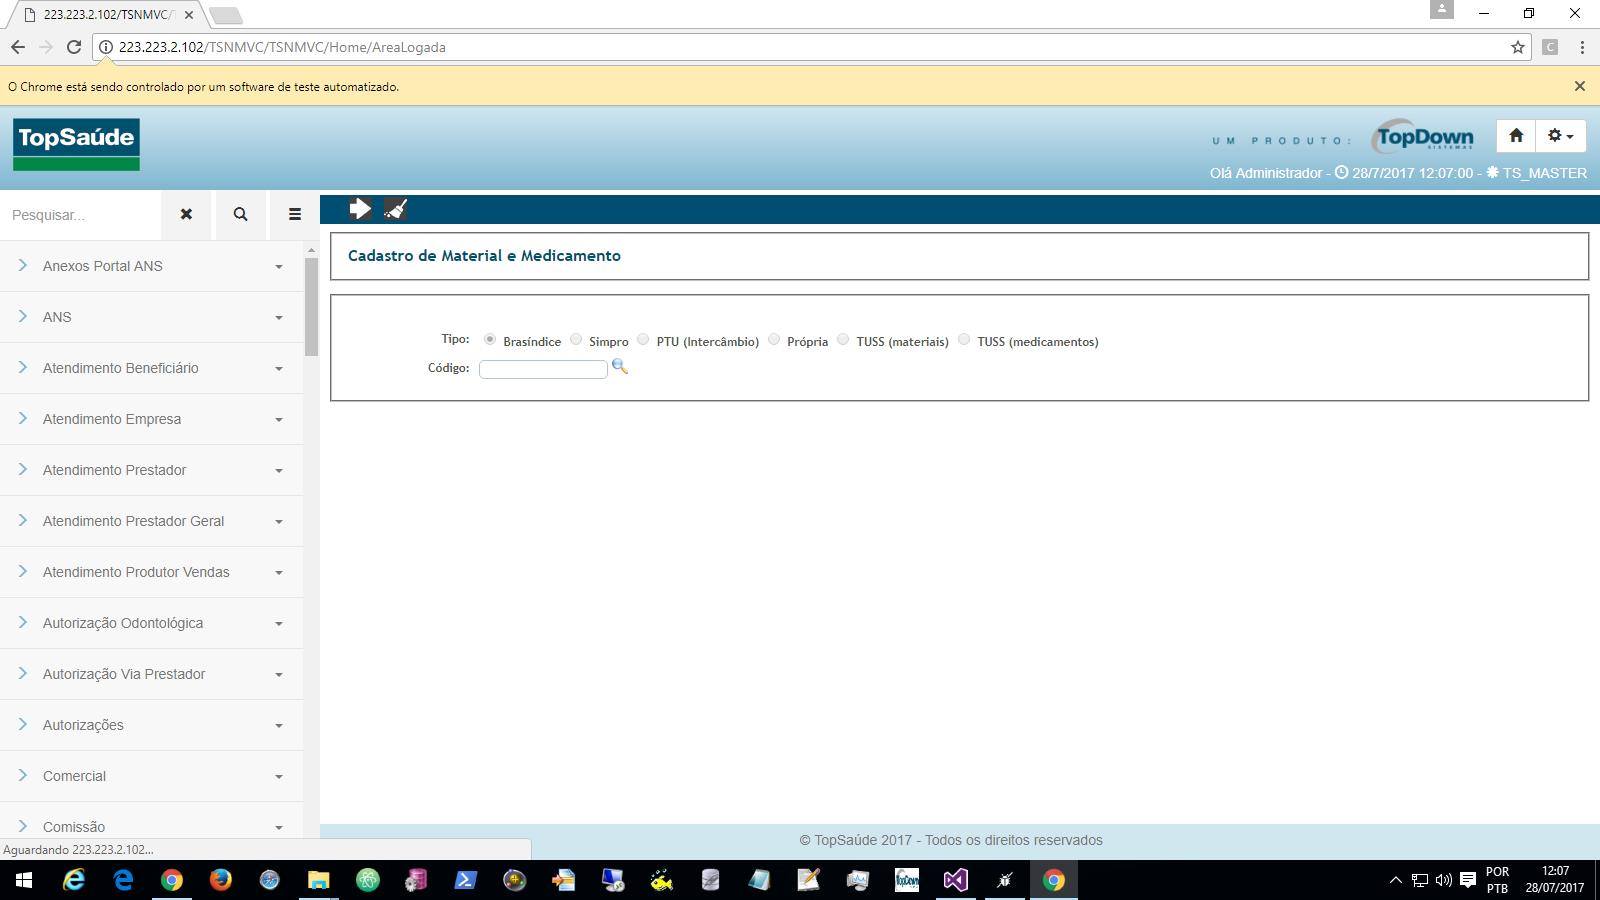 223.223.2.102/TSNMVC/
223.223.2.102/TSNMVC/TSNMVC/Home/AreaLogada
C
O Chrome está sendo controlado por um software de teste automatizado.
TopSaúde
UM PRODUTO:
TopDown
SISTEMAS
Olá Administrador - 28/7/2017 12:07:00 - TS_MASTER
Pesquisar...
Anexos Portal ANS
ANS
Atendimento Beneficiário
Atendimento Empresa
Atendimento Prestador
Atendimento Prestador Geral
Atendimento Produtor Vendas
Autorização Odontológica
Autorização Via Prestador
Autorizações
Comercial
Comissão
Cadastro de Material e Medicamento
Tipo: Brasíndice Simpro PTU (Intercâmbio) Própria TUSS (materiais) TUSS (medicamentos)
Código:
© TopSaúde 2017 - Todos os direitos reservados
Aguardando 223.223.2.102...
TopDown
POR
PTB
12:07
28/07/2017